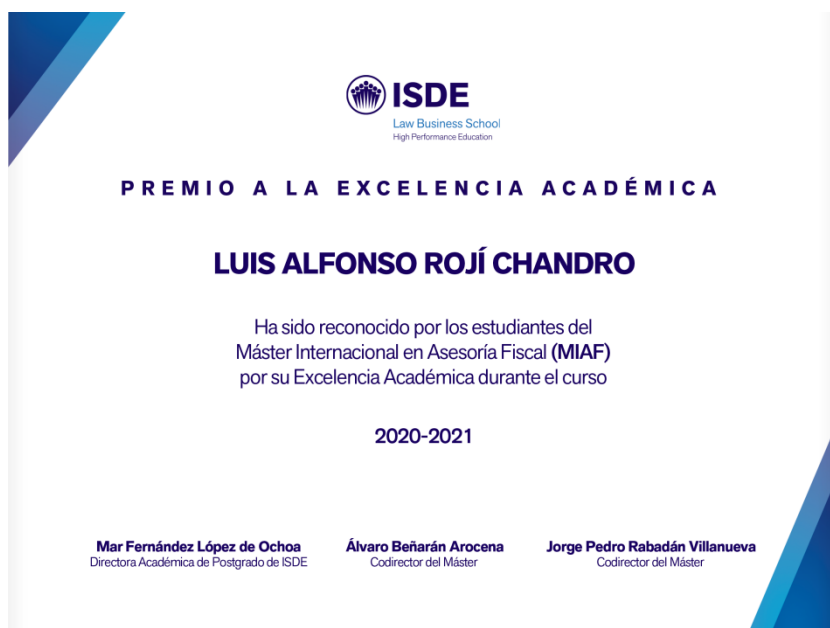 ISDE
Law Business School
High Performance Education
PREMIO A LA EXCELENCIA ACADÉMICA
LUIS ALFONSO ROJÍ CHANDRO
Ha sido reconocido por los estudiantes del
Máster Internacional en Asesoría Fiscal (MIAF)
por su Excelencia Académica durante el curso
2020-2021
Mar Fernández López de Ochoa
Directora Académica de Postgrado de ISDE
Álvaro Beñarán Arocena
Codirector del Máster
Jorge Pedro Rabadán Villanueva
Codirector del Máster